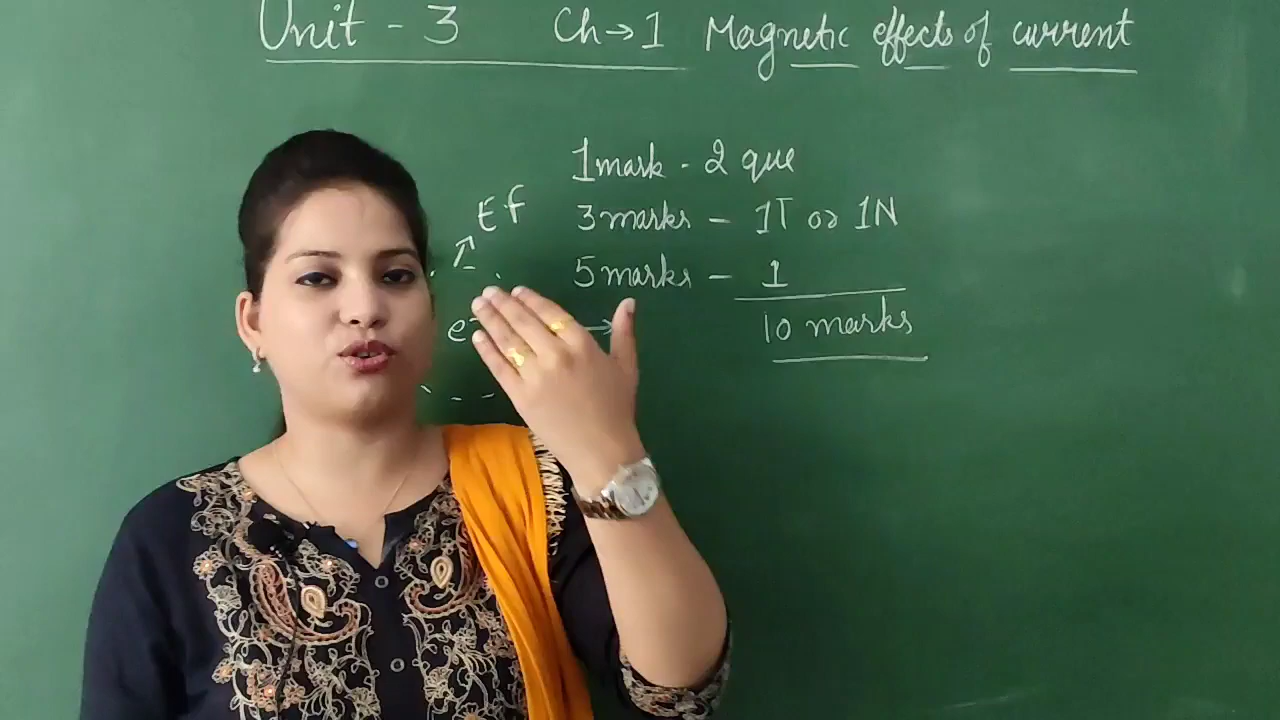 Unit - 3 Ch→1 Magnetic effects of current
1mark - 2 que
Ef
3marks - 1T or 1N
5marks - 1
e-
10 marks